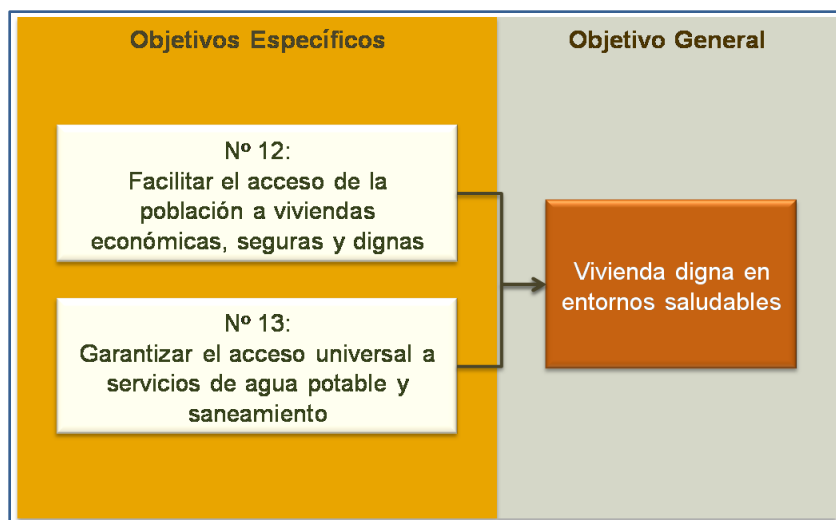 Objetivos Específicos
Objetivo General
Nº 12:
Facilitar el acceso de la
población a viviendas
económicas, seguras y dignas
Nº 13:
Garantizar el acceso universal a
servicios de agua potable y
saneamiento
Vivienda digna en
entornos saludables